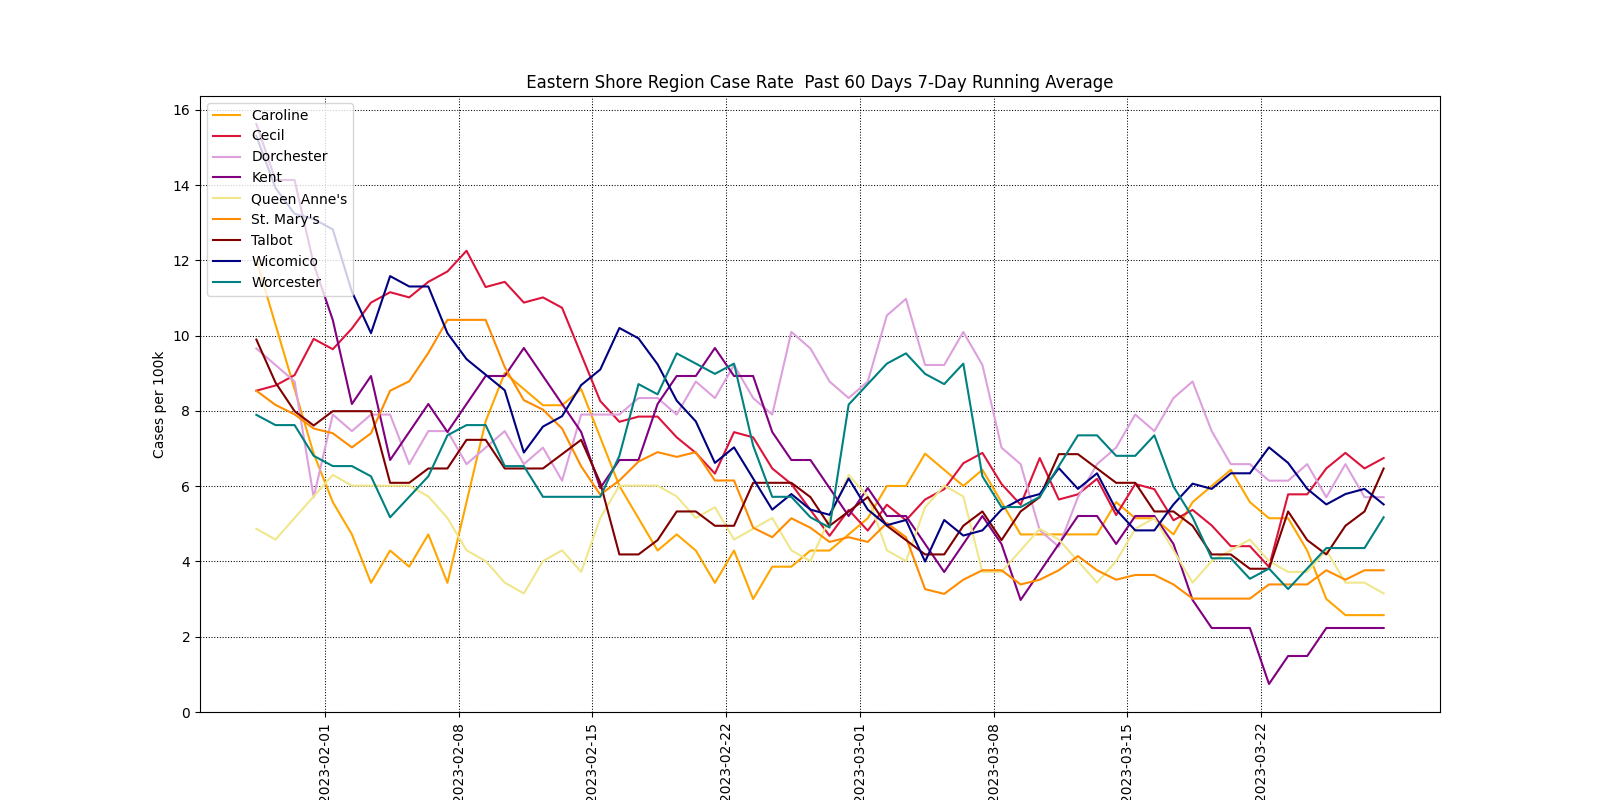 Eastern Shore Region Case Rate  Past 60 Days 7-Day Running Average
Cases per 100k
16
14
12
10
8
6
4
2
0
Caroline
Cecil
Dorchester
Kent
Queen Anne's
St. Mary's
Talbot
Wicomico
Worcester
2023-02-01
2023-02-08
2023-02-15
2023-02-22
2023-03-01
2023-03-08
2023-03-15
2023-03-22